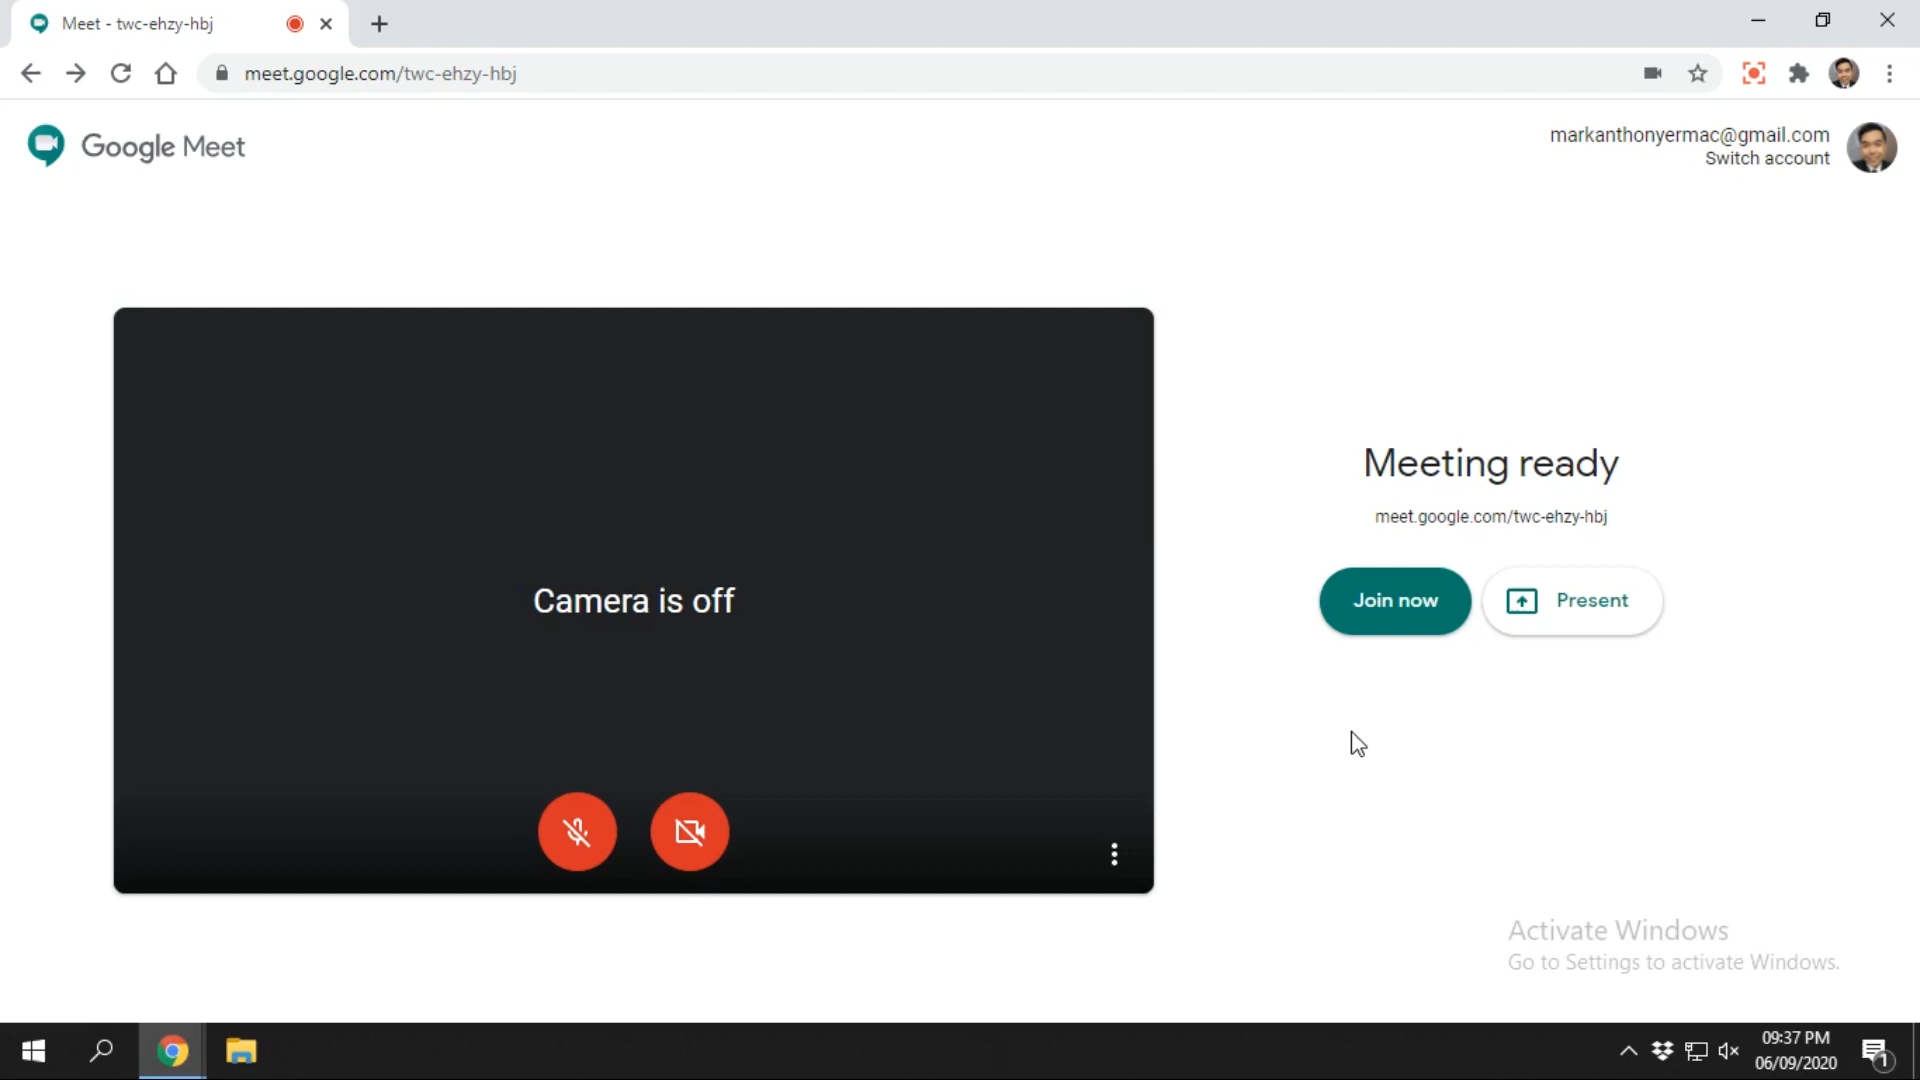 Meet - twc-ehzy-hbj
meet.google.com/twc-ehzy-hbj
Google Meet
markanthonyermac@gmail.com
Switch account
Camera is off
Meeting ready
meet.google.com/twc-ehzy-hbj
Join now
Present
Activate Windows
Go to Settings to activate Windows.
09:37 PM
06/09/2020
1